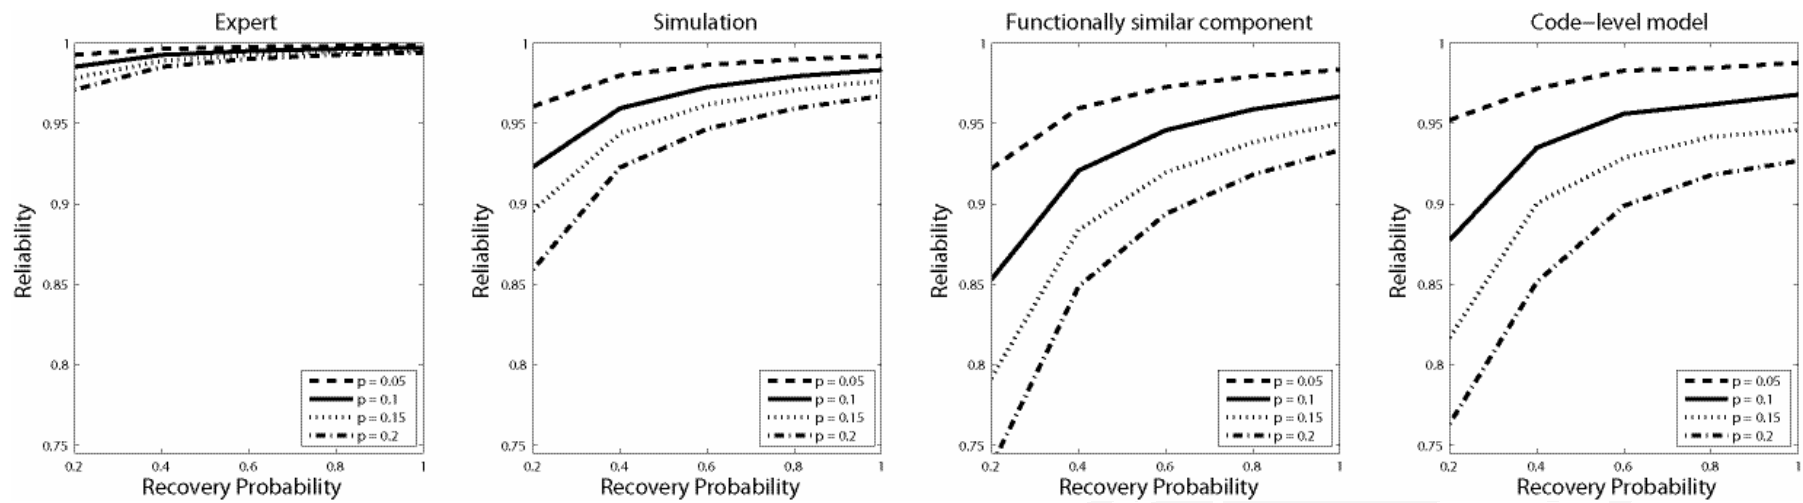 Expert
1
0.95
0.9
0.85
0.8
0.75
Reliability
p = 0.05
p = 0.1
p = 0.15
p = 0.2
0.2 0.4 0.6 0.8 1
Recovery Probability
Simulation
1
0.95
0.9
0.85
0.8
0.75
Reliability
p = 0.05
p = 0.1
p = 0.15
p = 0.2
0.2 0.4 0.6 0.8 1
Recovery Probability
Functionally similar component
1
0.95
0.9
0.85
0.8
0.75
Reliability
p = 0.05
p = 0.1
p = 0.15
p = 0.2
0.2 0.4 0.6 0.8 1
Recovery Probability
Code-level model
1
0.95
0.9
0.85
0.8
0.75
Reliability
p = 0.05
p = 0.1
p = 0.15
p = 0.2
0.2 0.4 0.6 0.8 1
Recovery Probability